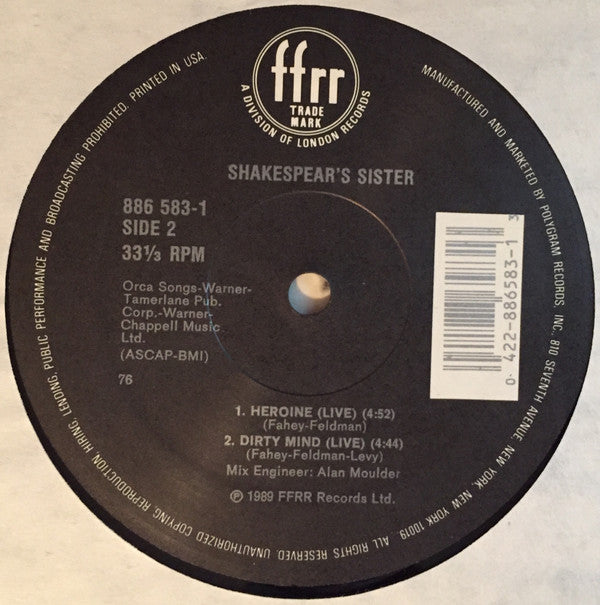 ffrr
TRADE
MARK
A DIVISION OF LONDON RECORDS
SHAKESPEAR'S SISTER
886 583-1
SIDE 2
33⅓ RPM
Orca Songs-Warner-
Tamerlane Pub.
Corp.-Warner-
Chappell Music
Ltd.
(ASCAP-BMI)
76
0 422-886583-1 3
1. HEROINE (LIVE) (4:52)
(Fahey-Feldman)
2. DIRTY MIND (LIVE) (4:44)
(Fahey-Feldman-Levy)
Mix Engineer: Alan Moulder
℗ 1989 FFRR Records Ltd.
MANUFACTURED AND MARKETED BY POLYGRAM RECORDS INC. 810 SEVENTH AVENUE, NEW YORK, NEW YORK 10019. ALL RIGHTS RESERVED. UNAUTHORIZED COPYING REPRODUCTION HIRING, LENDING, PUBLIC PERFORMANCE AND BROADCASTING PROHIBITED. PRINTED IN USA.